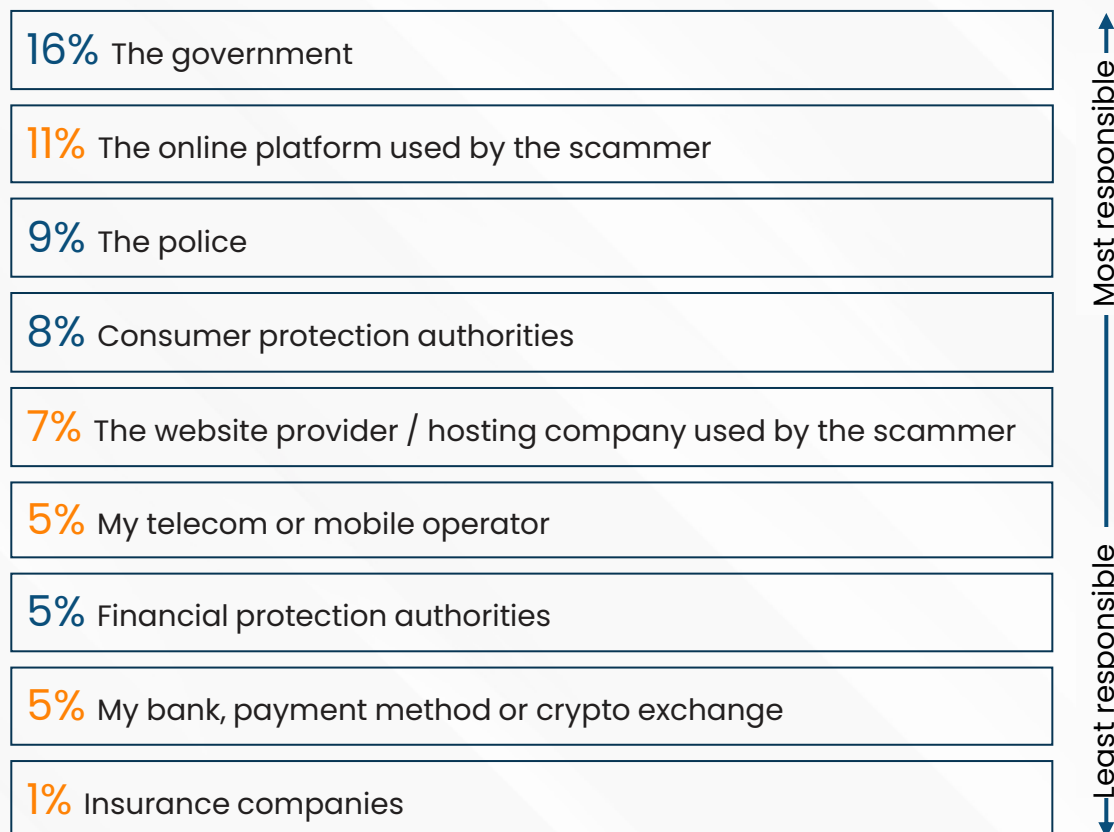 16% The government
11% The online platform used by the scammer
9% The police
8% Consumer protection authorities
7% The website provider / hosting company used by the scammer
5% My telecom or mobile operator
5% Financial protection authorities
5% My bank, payment method or crypto exchange
1% Insurance companies
Most responsible
Least responsible